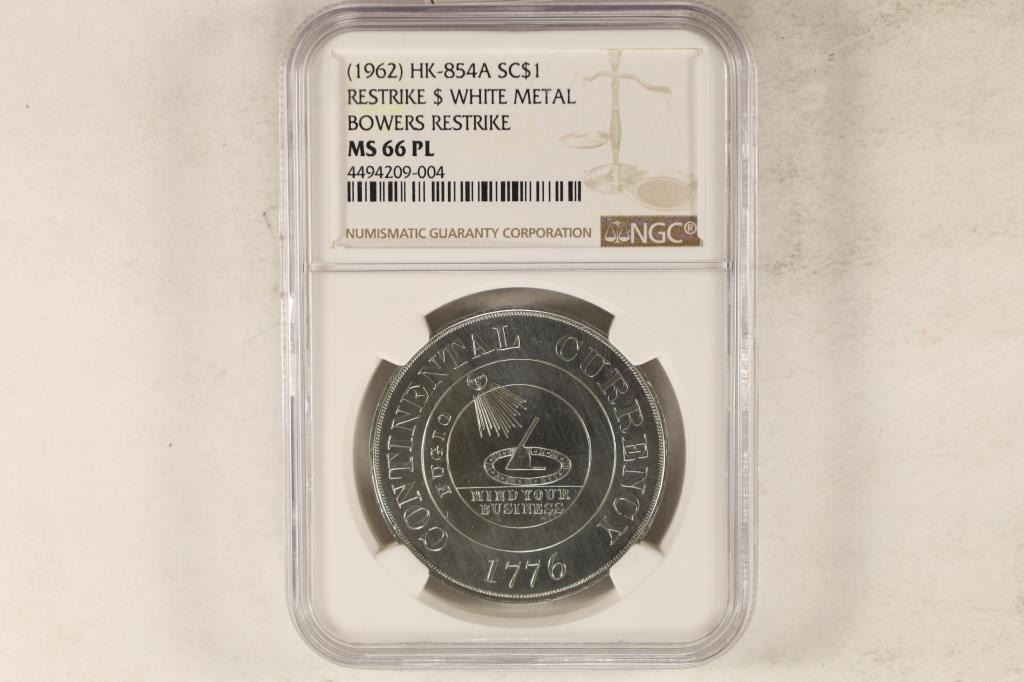 (1962) HK-854A SC$1
RESTRIKE $ WHITE METAL
BOWERS RESTRIKE
MS 66 PL
4494209-004
NUMISMATIC GUARANTY CORPORATION NGC®
CONTINENTAL CURRENCY
FUGIO
MIND YOUR
BUSINESS
1776